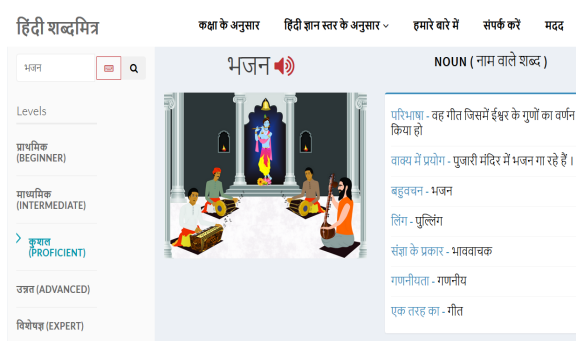 हिंदी शब्दमित्र
कक्षा के अनुसार हिंदी ज्ञान स्तर के अनुसार हमारे बारे में संपर्क करें मदद
भजन
Levels
प्राथमिक
(BEGINNER)
माध्यमिक
(INTERMEDIATE)
कुशल
(PROFICIENT)
उन्नत (ADVANCED)
विशेषज्ञ (EXPERT)
भजन
NOUN ( नाम वाले शब्द )
परिभाषा - वह गीत जिसमें ईश्वर के गुणों का वर्णन
किया हो
वाक्य में प्रयोग - पुजारी मंदिर में भजन गा रहे हैं ।
बहुवचन - भजन
लिंग - पुल्लिंग
संज्ञा के प्रकार - भाववाचक
गणनीयता - गणनीय
एक तरह का - गीत